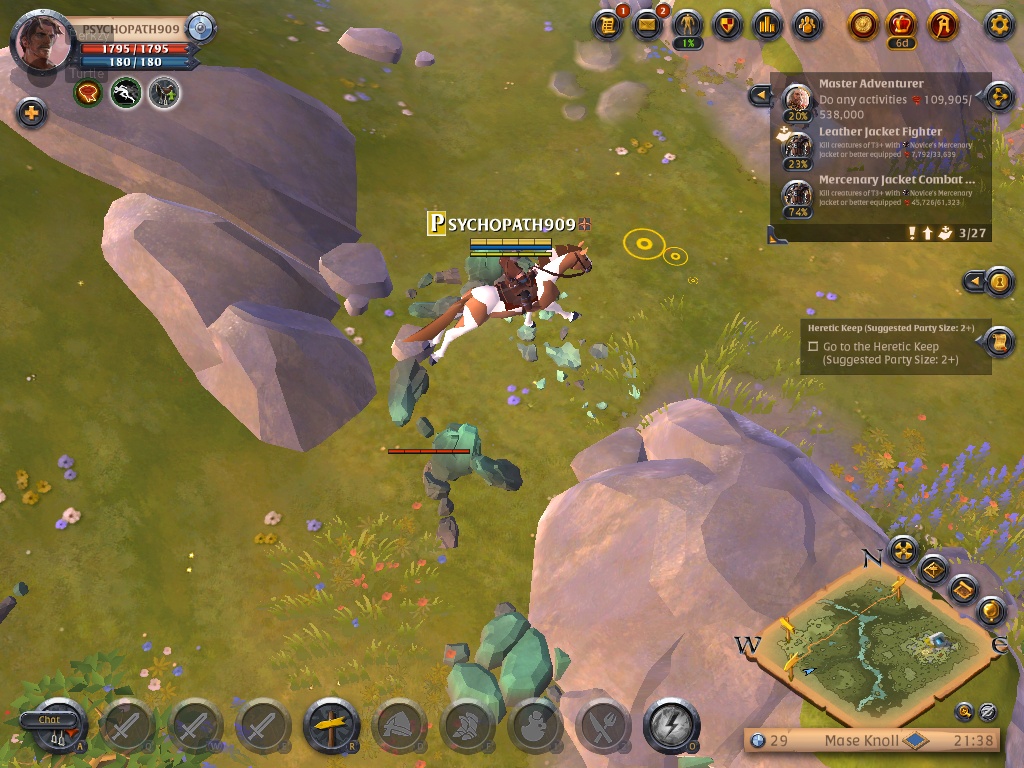 PSYCHOPATH909
1795/1795
180/180
Turtle
1
2
1%
6d
Master Adventurer
Do any activities 109,905/
538,000
20%
Leather Jacket Fighter
Kill creatures of T3+ with Novice's Mercenary
Jacket or better equipped 7,792/33,639
23%
Mercenary Jacket Combat ...
Kill creatures of T3+ with Novice's Mercenary
Jacket or better equipped 45,726/61,323
74%
3/27
P PSYCHOPATH909
Heretic Keep (Suggested Party Size: 2+)
Go to the Heretic Keep
(Suggested Party Size: 2+)
N
W
E
Chat
A
Q
W
E
R
D
F
O
29
Mase Knoll
21:38